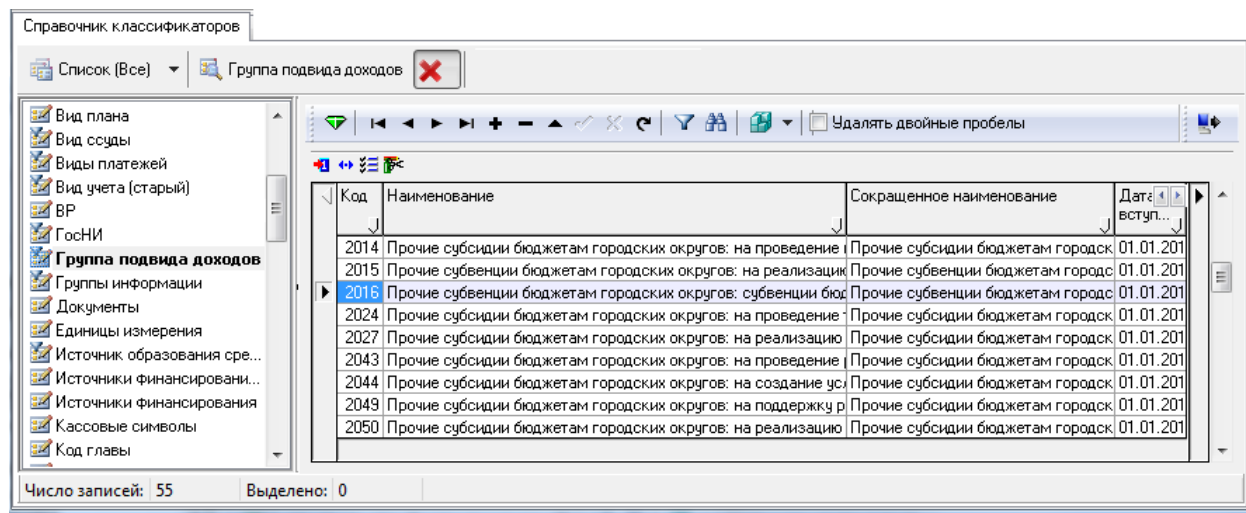 Справочник классификаторов
Список (Все) Группа подвида доходов
Вид плана
Вид ссуды
Виды платежей
Вид учета (старый)
ВР
ГосНИ
Группа подвида доходов
Группы информации
Документы
Единицы измерения
Источник образования сре...
Источники финансировани...
Источники финансирования
Кассовые символы
Код главы
Удалять двойные пробелы
Код Наименование Сокращенное наименование Дата вступ...
2014 Прочие субсидии бюджетам городских округов: на проведение Прочие субсидии бюджетам городск 01.01.201
2015 Прочие субвенции бюджетам городских округов: на реализацию Прочие субвенции бюджетам городс 01.01.201
2016 Прочие субвенции бюджетам городских округов: субвенции бюд Прочие субвенции бюджетам городс 01.01.201
2024 Прочие субсидии бюджетам городских округов: на проведение Прочие субсидии бюджетам городск 01.01.201
2027 Прочие субсидии бюджетам городских округов: на реализацию Прочие субсидии бюджетам городск 01.01.201
2043 Прочие субсидии бюджетам городских округов: на проведение Прочие субсидии бюджетам городск 01.01.201
2044 Прочие субсидии бюджетам городских округов: на создание усл Прочие субсидии бюджетам городск 01.01.201
2049 Прочие субсидии бюджетам городских округов: на поддержку р Прочие субсидии бюджетам городск 01.01.201
2050 Прочие субсидии бюджетам городских округов: на реализацию Прочие субсидии бюджетам городск 01.01.201
Число записей: 55 Выделено: 0